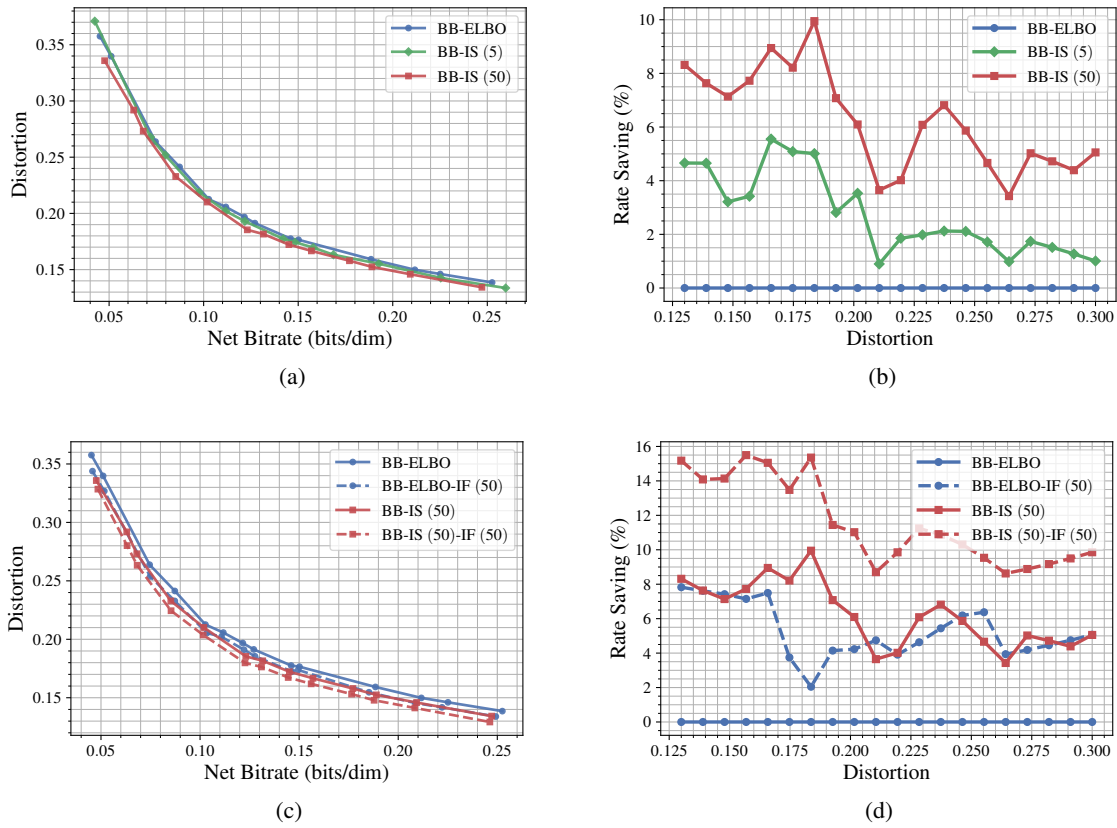 BB-ELBO
BB-IS (5)
BB-IS (50)
Distortion
0.35
0.30
0.25
0.20
0.15
0.05
0.10
0.15
0.20
0.25
Net Bitrate (bits/dim)
(a)
BB-ELBO
BB-IS (5)
BB-IS (50)
Rate Saving (%)
10
8
6
4
2
0
0.125
0.150
0.175
0.200
0.225
0.250
0.275
0.300
Distortion
(b)
BB-ELBO
BB-ELBO-IF (50)
BB-IS (50)
BB-IS (50)-IF (50)
Distortion
0.35
0.30
0.25
0.20
0.15
0.05
0.10
0.15
0.20
0.25
Net Bitrate (bits/dim)
(c)
BB-ELBO
BB-ELBO-IF (50)
BB-IS (50)
BB-IS (50)-IF (50)
Rate Saving (%)
16
14
12
10
8
6
4
2
0
0.125
0.150
0.175
0.200
0.225
0.250
0.275
0.300
Distortion
(d)